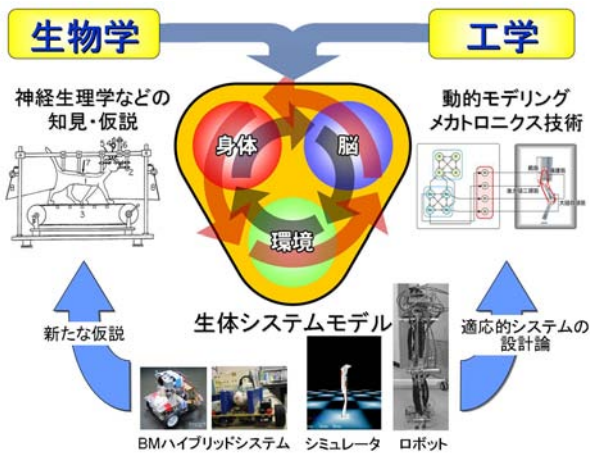 生物学
工学
神経生理学などの
知見・仮説
動的モデリング
メカトロニクス技術
身体
脳
環境
生体システムモデル
新たな仮説
適応的システムの
設計論
BMハイブリッドシステム
シミュレータ
ロボット